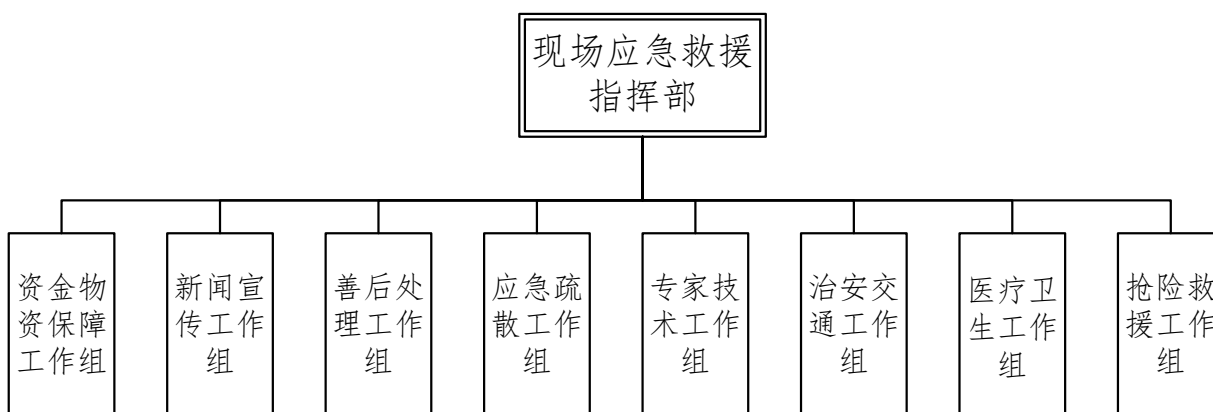 现场应急救援
指挥部
资金物
资保障
工作组
新闻宣
传工作
组
善后处
理工作
组
应急疏
散工作
组
专家技
术工作
组
治安交
通工作
组
医疗卫
生工作
组
抢险救
援工作
组